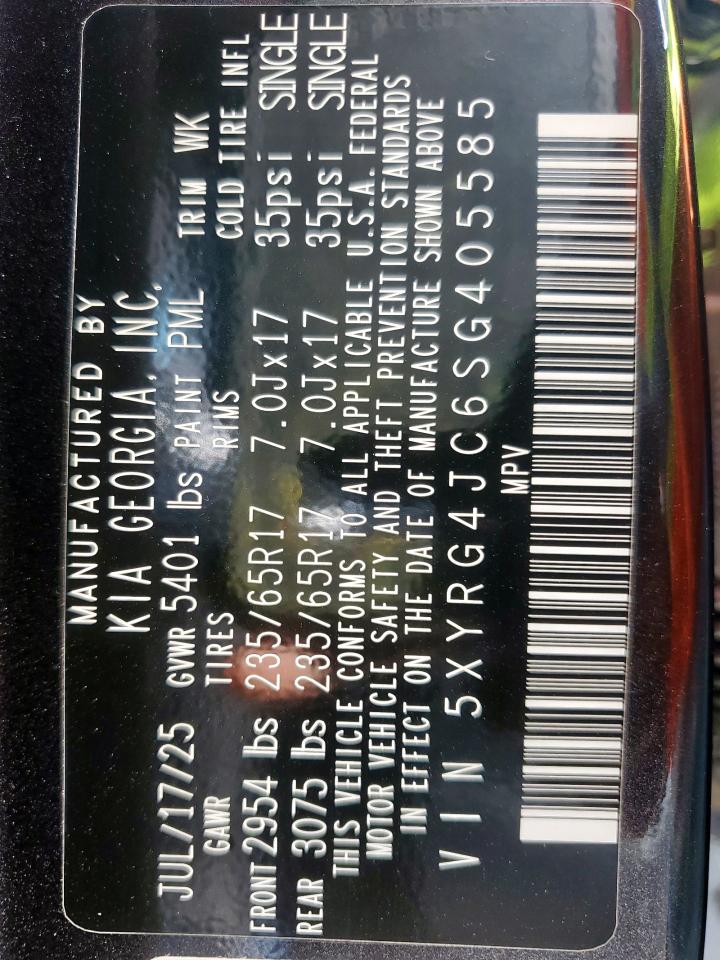 MANUFACTURED BY
KIA GEORGIA, INC.
JUL/17/25 GVWR 5401 lbs PAINT PML TRIM WK
GAWR TIRES RIMS COLD TIRE INFL
FRONT 2954 lbs 235/65R17 7.0Jx17 35psi SINGLE
REAR 3075 lbs 235/65R17 7.0Jx17 35psi SINGLE
THIS VEHICLE CONFORMS TO ALL APPLICABLE U.S.A. FEDERAL
MOTOR VEHICLE SAFETY AND THEFT PREVENTION STANDARDS
IN EFFECT ON THE DATE OF MANUFACTURE SHOWN ABOVE
VIN 5XYRG4JC6SG405585
MPV